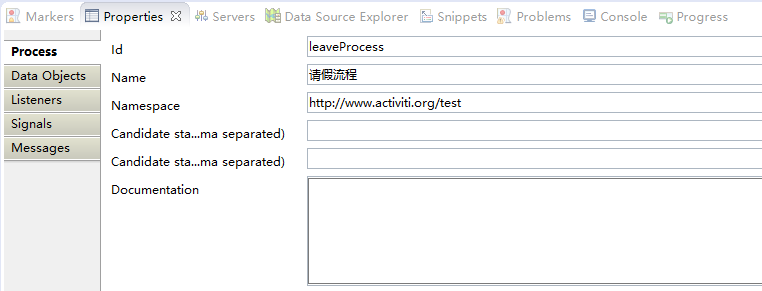 Markers Properties Servers Data Source Explorer Snippets Problems Console Progress
Process
Data Objects
Listeners
Signals
Messages
Id leaveProcess
Name 请假流程
Namespace http://www.activiti.org/test
Candidate sta...ma separated)
Candidate sta...ma separated)
Documentation